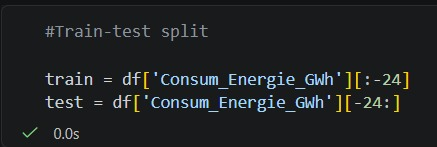 #Train-test split
train = df['Consum_Energie_GWh'][:-24]
test = df['Consum_Energie_GWh'][-24:]
0.0s